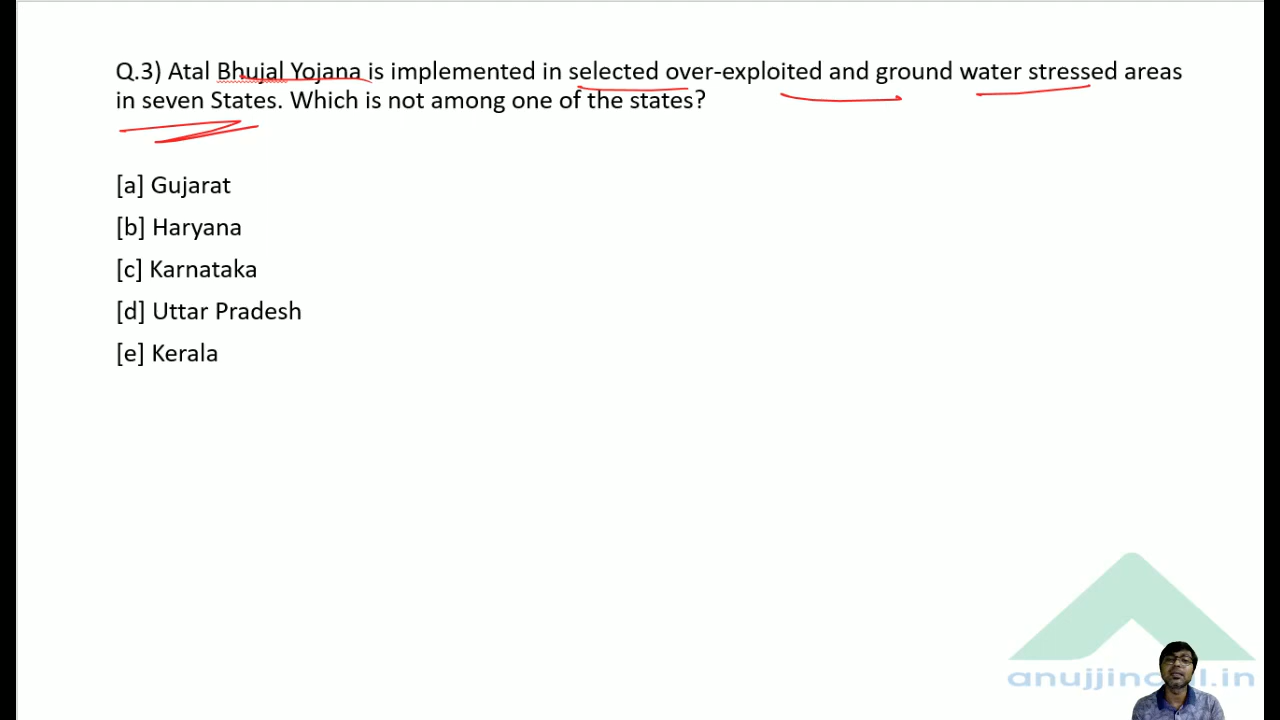 Q.3) Atal Bhujal Yojana is implemented in selected over-exploited and ground water stressed areas
in seven States. Which is not among one of the states?
[a] Gujarat
[b] Haryana
[c] Karnataka
[d] Uttar Pradesh
[e] Kerala